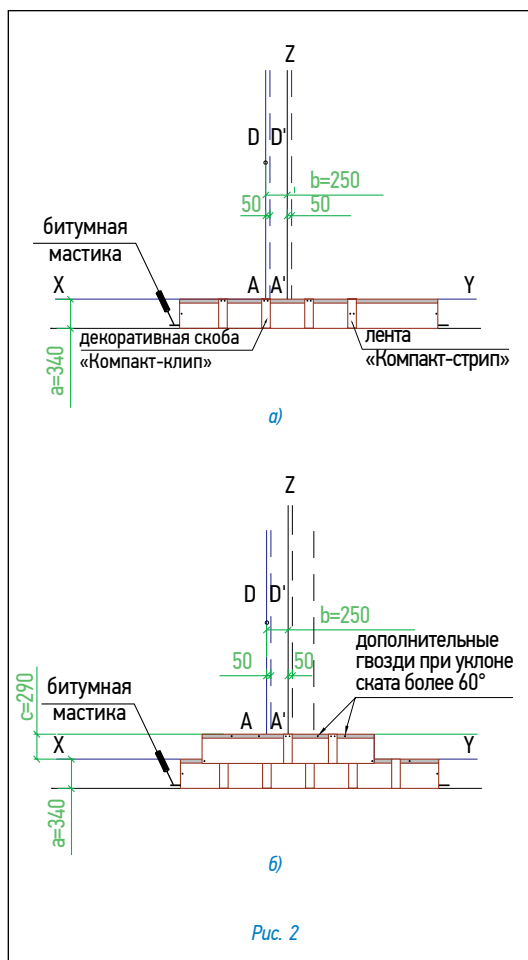 Z
D D'
b=250
50 50
битумная
мастика
X A A' Y
декоративная скоба
«Компакт-клип»
лента
«Компакт-стрип»
a=340
а)
Z
D D'
b=250
50 50
дополнительные
гвозди при уклоне
ската более 60°
битумная
мастика
c=290
A A'
X Y
a=340
б)
Рис. 2